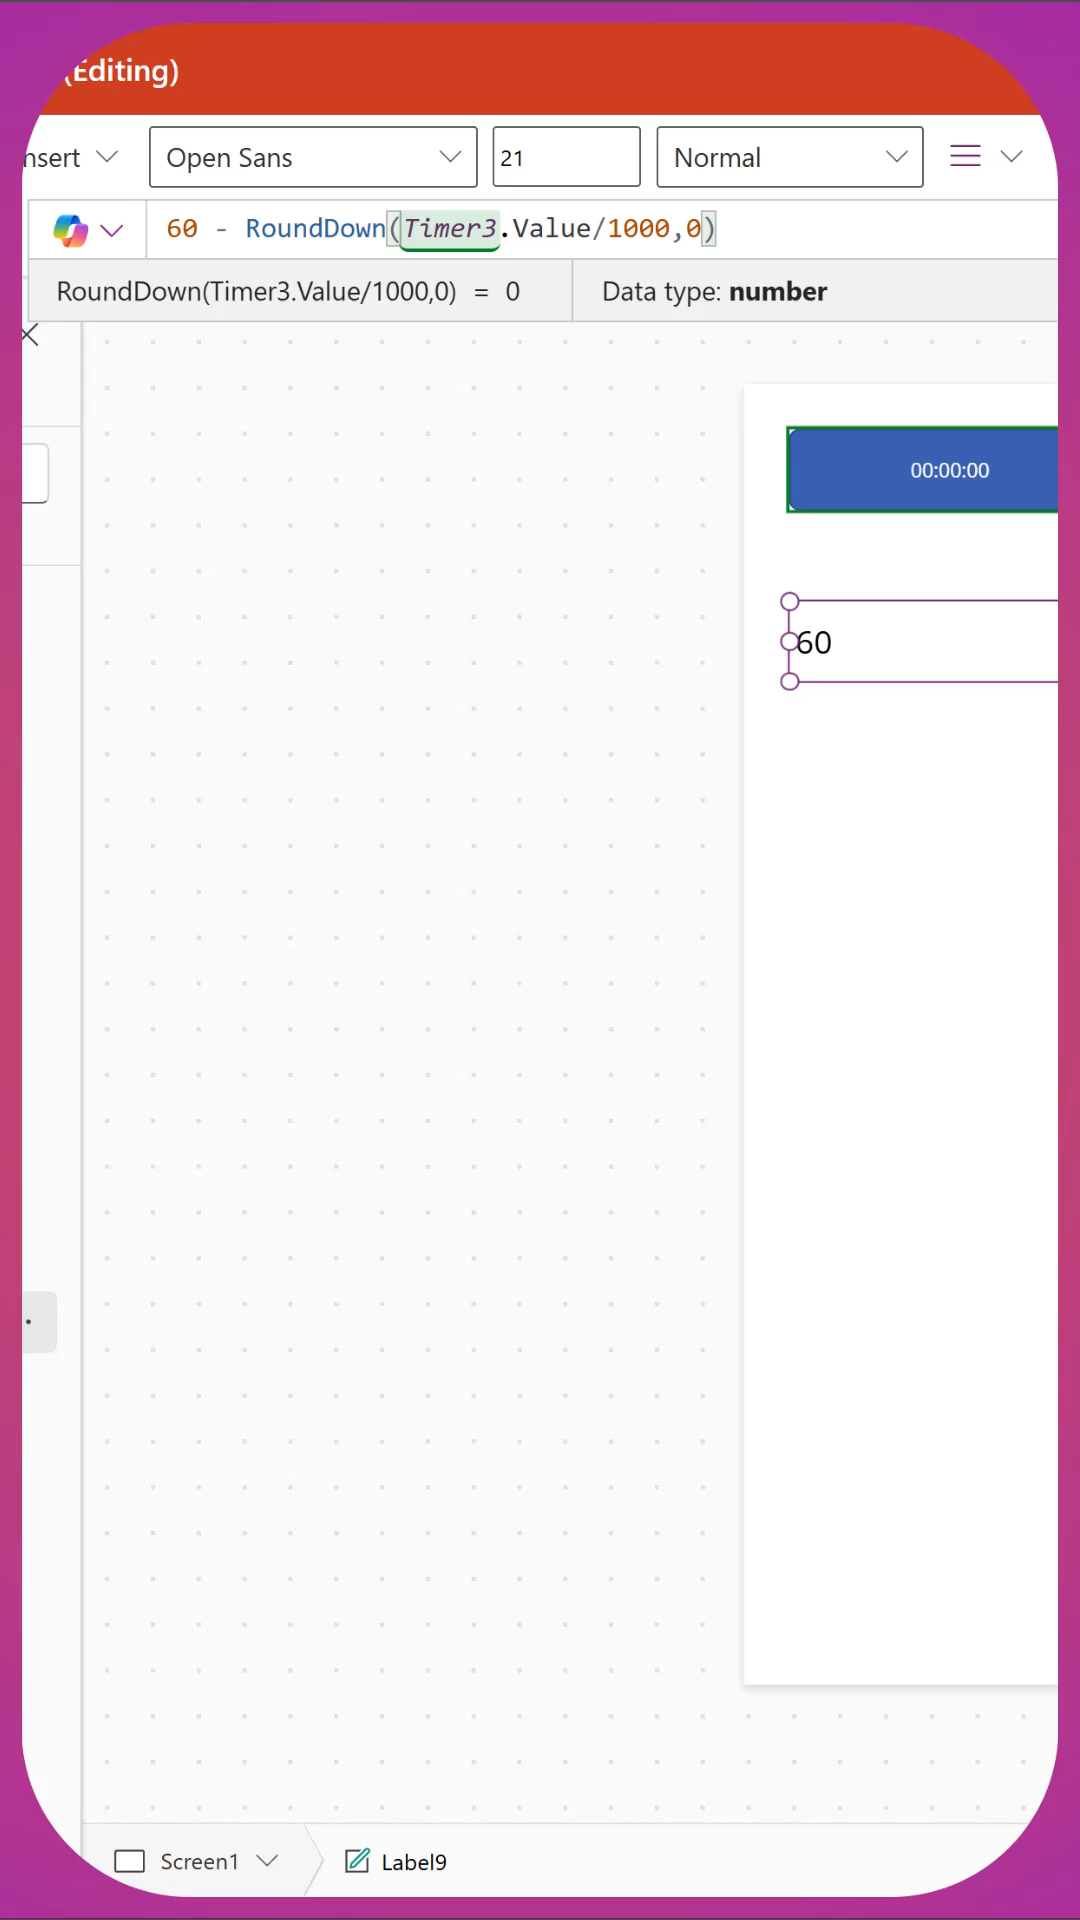 (Editing)
nsert Open Sans 21 Normal
60 - RoundDown(Timer3.Value/1000,0)
RoundDown(Timer3.Value/1000,0) = 0 Data type: number
00:00:00
60
Screen1 Label9